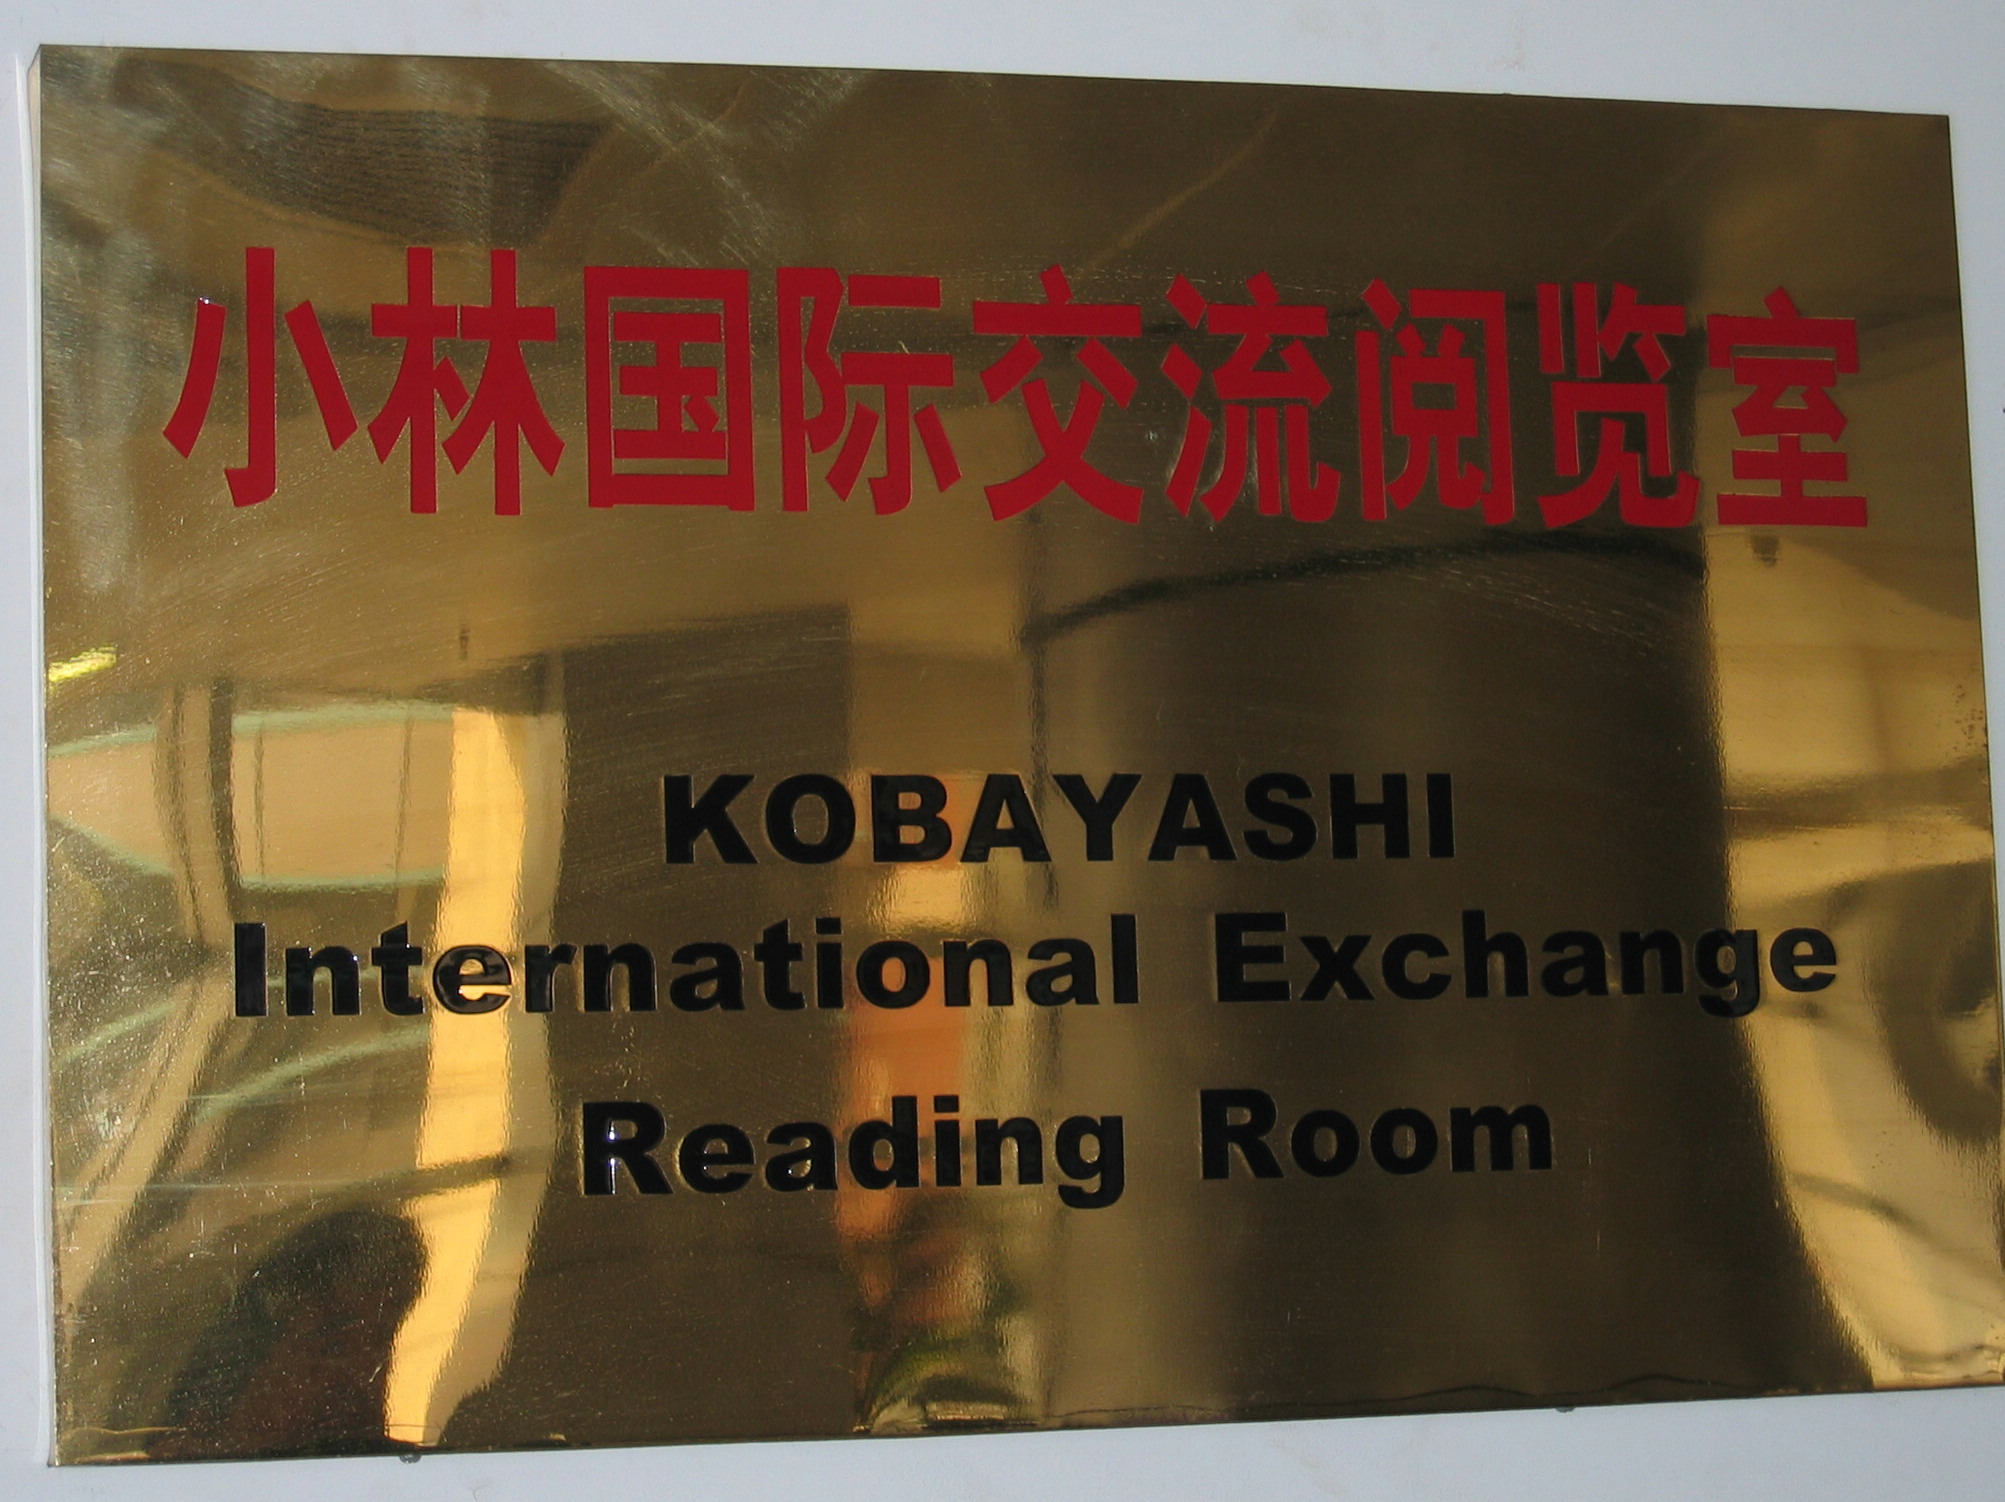 小林国际交流阅览室
KOBAYASHI
International Exchange
Reading Room